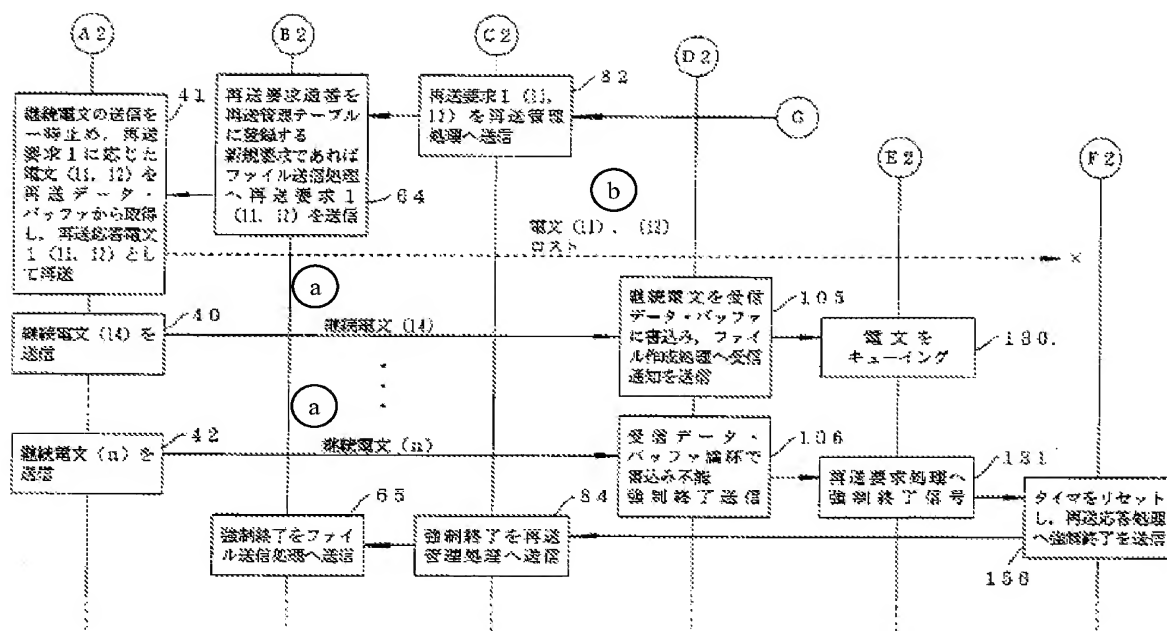 A2
B2
C2
D2
E2
F2
G
41
継続電文の送信を
一時止め、再送
要求1に応じた
電文(11、12)を
再送データ・
バッファから取得
し、再送応答電文
1(11、12)とし
て再送
再送要求通番を
再送管理テーブル
に登録する
新規要求であれば
ファイル送信処理
へ再送要求1
(11、12)を送信
64
82
再送要求1(11、
12)を再送管理
処理へ送信
b
電文(11)、(12)
ロスト
×
a
40
継続電文(14)を
送信
継続電文(14)
105
継続電文を受信
データ・バッファ
に書込み、ファイ
ル作成処理へ受信
通知を送信
電文を
キューイング
130.
a
42
継続電文(n)を
送信
継続電文(n)
106
受信データ・
バッファ満杯で
書込み不能
強制終了送信
131
再送要求処理へ
強制終了信号
タイマをリセット
し、再送応答処理
へ強制終了を送信
156
84
強制終了を再送
管理処理へ送信
65
強制終了をファイ
ル送信処理へ送信